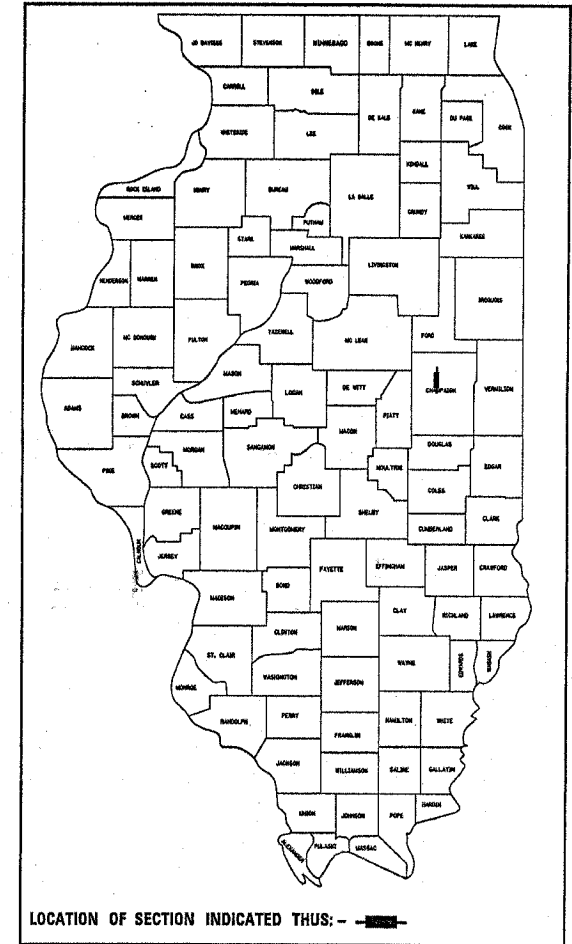 JO DAVIESS STEPHENSON WINNEBAGO BOONE MC HENRY LAKE
CARROLL OGLE DE KALB KANE DU PAGE COOK
WHITESIDE LEE
KENDALL WILL
ROCK ISLAND HENRY BUREAU LA SALLE GRUNDY
MERCER PUTNAM KANKAKEE
STARK MARSHALL
HENDERSON WARREN KNOX PEORIA WOODFORD LIVINGSTON IROQUOIS
HANCOCK MC DONOUGH FULTON TAZEWELL MC LEAN FORD
SCHUYLER MASON LOGAN DE WITT CHAMPAIGN VERMILION
ADAMS BROWN CASS MENARD MACON PIATT
MORGAN SANGAMON DOUGLAS
PIKE SCOTT MOULTRIE EDGAR
CHRISTIAN COLES
GREENE SHELBY
MACOUPIN MONTGOMERY CUMBERLAND CLARK
CALHOUN JERSEY
FAYETTE EFFINGHAM JASPER CRAWFORD
MADISON BOND
CLAY RICHLAND LAWRENCE
CLINTON MARION
ST. CLAIR WAYNE EDWARDS WABASH
WASHINGTON
MONROE JEFFERSON
RANDOLPH PERRY HAMILTON WHITE
FRANKLIN
JACKSON WILLIAMSON SALINE GALLATIN
UNION JOHNSON POPE HARDIN
ALEXANDER PULASKI MASSAC
LOCATION OF SECTION INDICATED THUS: -